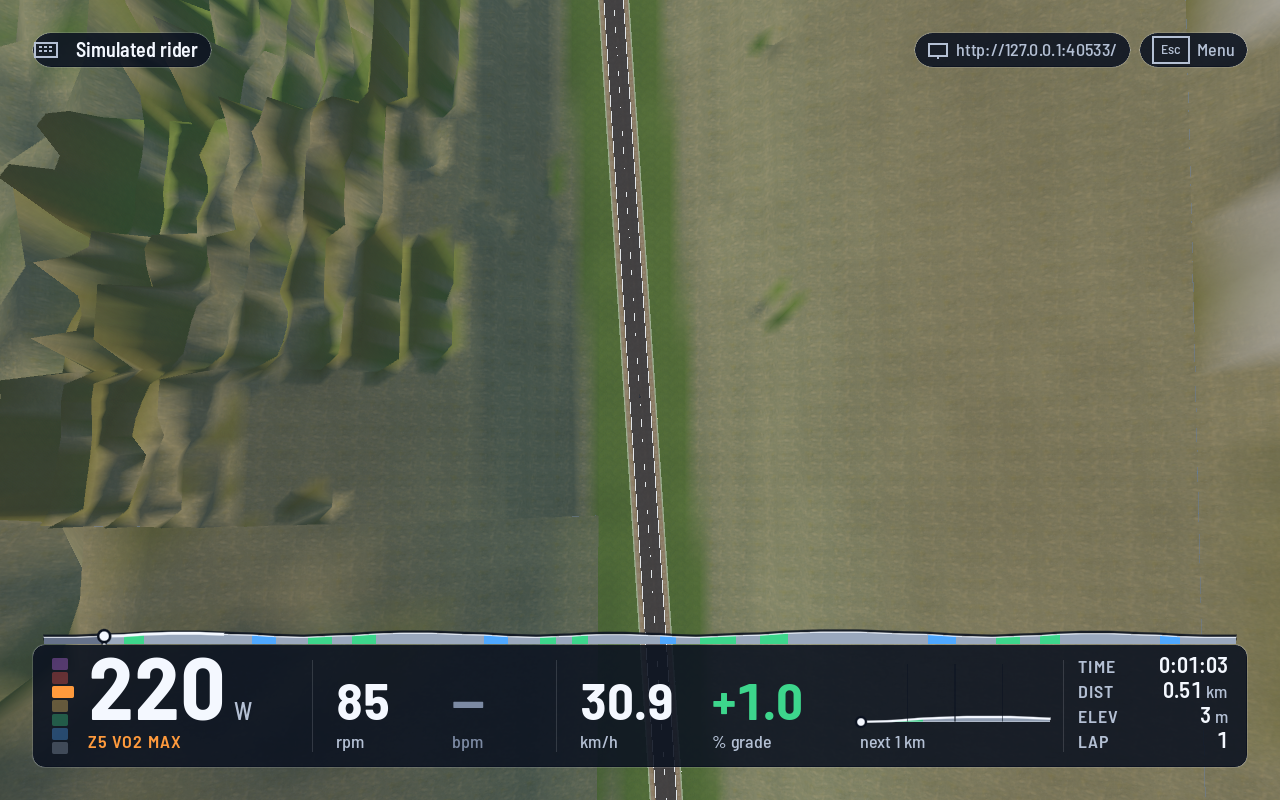 Simulated rider
http://127.0.0.1:40533/
Esc Menu
220 W
Z5 VO2 MAX
85
rpm
—
bpm
30.9
km/h
+1.0
% grade
next 1 km
TIME 0:01:03
DIST 0.51 km
ELEV 3 m
LAP 1